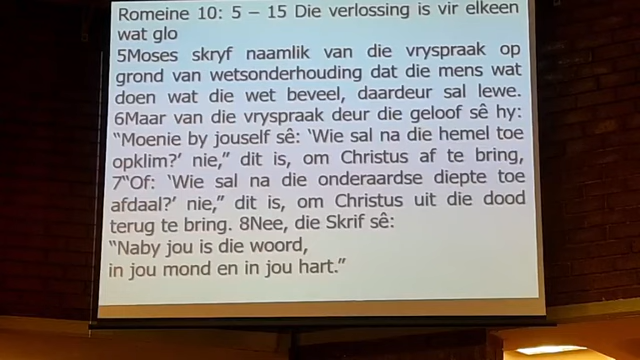 Romeine 10: 5 – 15 Die verlossing is vir elkeen
wat glo
5Moses skryf naamlik van die vryspraak op
grond van wetsonderhouding dat die mens wat
doen wat die wet beveel, daardeur sal lewe.
6Maar van die vryspraak deur die geloof sê hy:
“Moenie by jouself sê: ‘Wie sal na die hemel toe
opklim?’ nie,” dit is, om Christus af te bring,
7“Of: ‘Wie sal na die onderaardse diepte toe
afdaal?’ nie,” dit is, om Christus uit die dood
terug te bring. 8Nee, die Skrif sê:
“Naby jou is die woord,
in jou mond en in jou hart.”